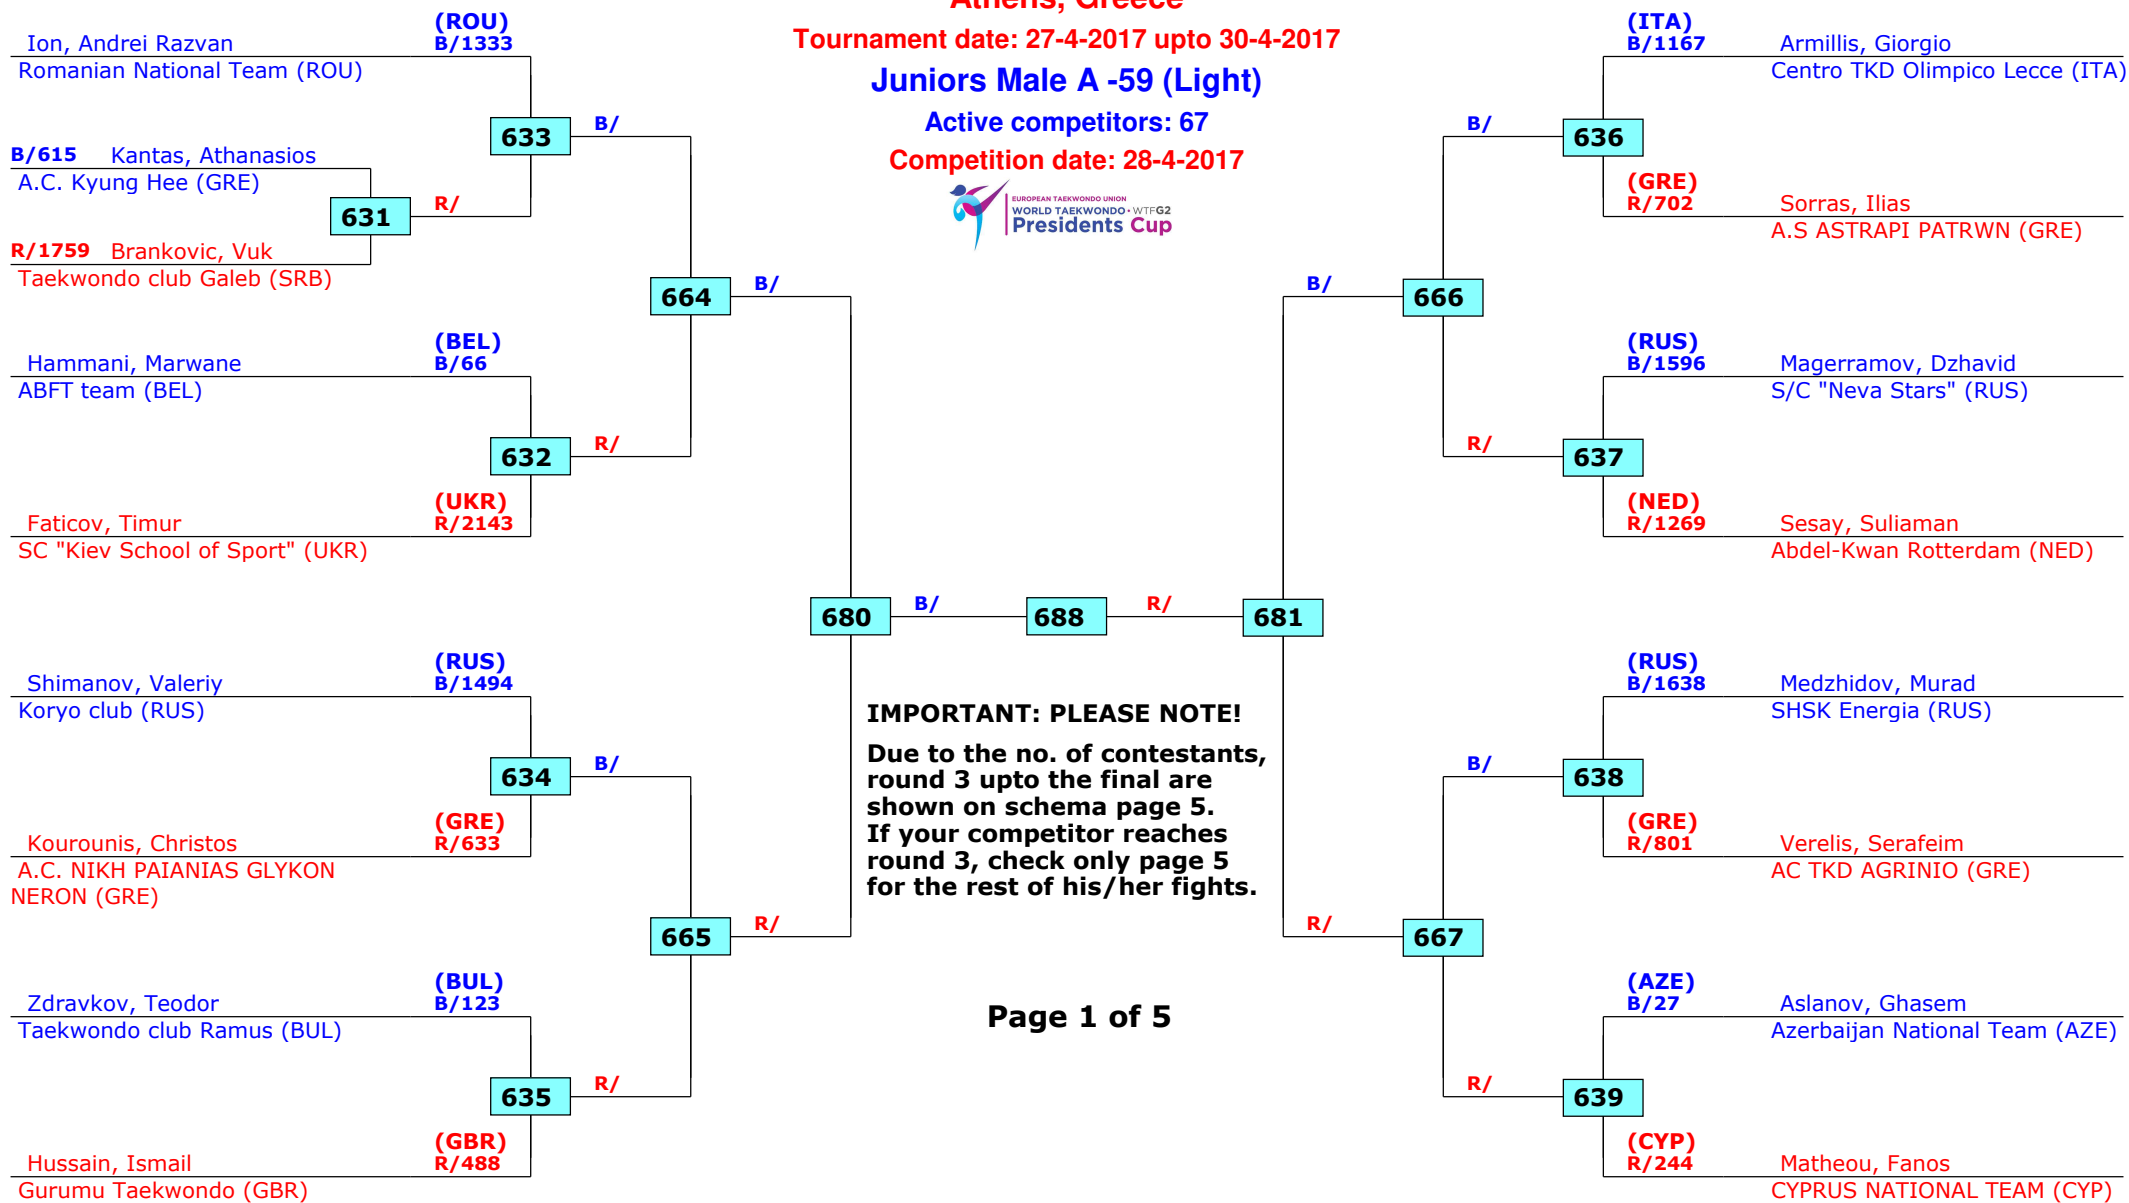 Athens, Greece
Tournament date: 27-4-2017 upto 30-4-2017
Juniors Male A -59 (Light)
Active competitors: 67
Competition date: 28-4-2017
EUROPEAN TAEKWONDO UNION
WORLD TAEKWONDO • WTFG2
Presidents Cup
(ROU)
Ion, Andrei Razvan B/1333
Romanian National Team (ROU)
633 B/
B/615 Kantas, Athanasios
A.C. Kyung Hee (GRE)
631 R/
R/1759 Brankovic, Vuk
Taekwondo club Galeb (SRB)
664 B/
(BEL)
Hammani, Marwane B/66
ABFT team (BEL)
632 R/
(UKR)
Faticov, Timur R/2143
SC "Kiev School of Sport" (UKR)
680 B/
688
R/ 681
(RUS)
Shimanov, Valeriy B/1494
Koryo club (RUS)
634 B/
(GRE)
Kourounis, Christos R/633
A.C. NIKH PAIANIAS GLYKON
NERON (GRE)
665 R/
(BUL)
Zdravkov, Teodor B/123
Taekwondo club Ramus (BUL)
635 R/
(GBR)
Hussain, Ismail R/488
Gurumu Taekwondo (GBR)
IMPORTANT: PLEASE NOTE!
Due to the no. of contestants,
round 3 upto the final are
shown on schema page 5.
If your competitor reaches
round 3, check only page 5
for the rest of his/her fights.
Page 1 of 5
(ITA)
B/1167 Armillis, Giorgio
Centro TKD Olimpico Lecce (ITA)
B/ 636
(GRE)
R/702 Sorras, Ilias
A.S ASTRAPI PATRWN (GRE)
B/ 666
(RUS)
B/1596 Magerramov, Dzhavid
S/C "Neva Stars" (RUS)
R/ 637
(NED)
R/1269 Sesay, Suliaman
Abdel-Kwan Rotterdam (NED)
(RUS)
B/1638 Medzhidov, Murad
SHSK Energia (RUS)
B/ 638
(GRE)
R/801 Verelis, Serafeim
AC TKD AGRINIO (GRE)
R/ 667
(AZE)
B/27 Aslanov, Ghasem
Azerbaijan National Team (AZE)
R/ 639
(CYP)
R/244 Matheou, Fanos
CYPRUS NATIONAL TEAM (CYP)